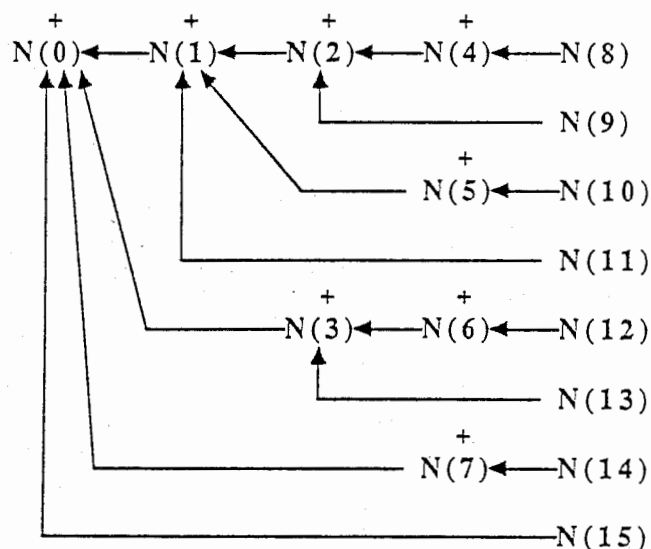 + + + +
N(0) N(1) N(2) N(4) N(8)
N(9)
+
N(5) N(10)
N(11)
+ +
N(3) N(6) N(12)
N(13)
+
N(7) N(14)
N(15)